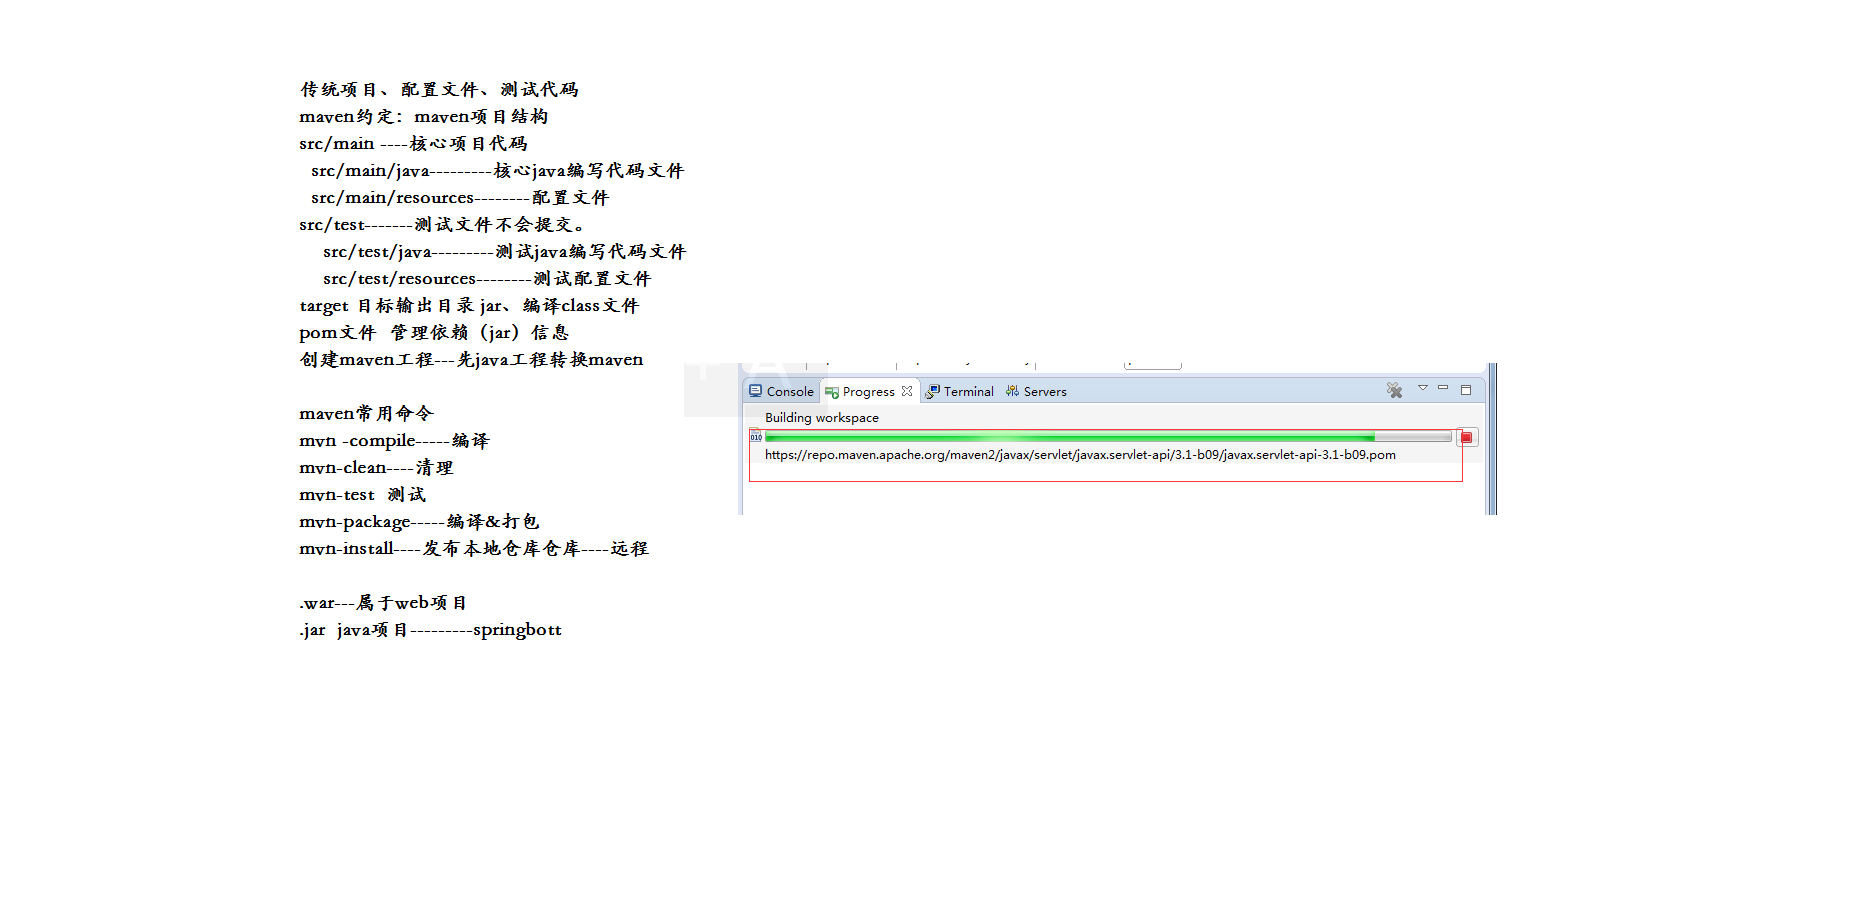 传统项目、配置文件、测试代码
maven约定：maven项目结构
src/main ----核心项目代码
src/main/java---------核心java编写代码文件
src/main/resources--------配置文件
src/test-------测试文件不会提交。
src/test/java---------测试java编写代码文件
src/test/resources--------测试配置文件
target 目标输出目录 jar、编译class文件
pom文件 管理依赖（jar）信息
创建maven工程---先java工程转换maven
maven常用命令
mvn -compile-----编译
mvn-clean----清理
mvn-test 测试
mvn-package-----编译&打包
mvn-install----发布本地仓库仓库----远程
.war---属于web项目
.jar java项目---------springbott
Console Progress Terminal Servers
Building workspace
010
https://repo.maven.apache.org/maven2/javax/servlet/javax.servlet-api/3.1-b09/javax.servlet-api-3.1-b09.pom